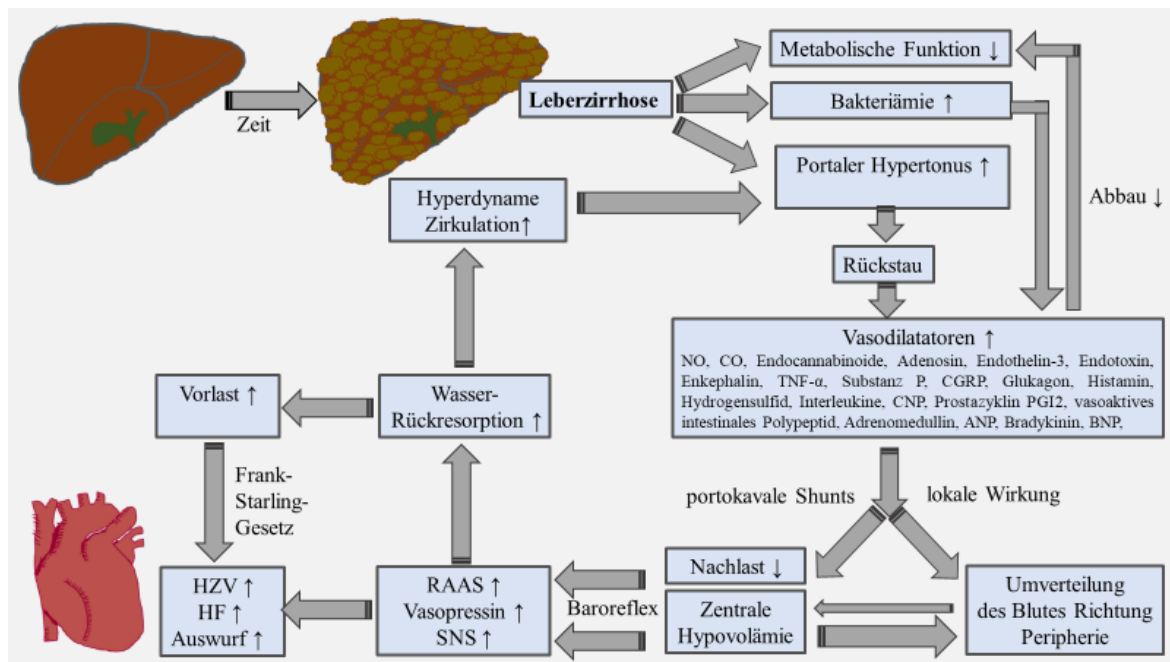 Zeit
Leberzirrhose
Metabolische Funktion ↓
Bakteriämie ↑
Portaler Hypertonus ↑
Abbau ↓
Hyperdyname
Zirkulation↑
Rückstau
Vasodilatatoren ↑
NO, CO, Endocannabinoide, Adenosin, Endothelin-3, Endotoxin,
Enkephalin, TNF-α, Substanz P, CGRP, Glukagon, Histamin,
Hydrogensulfid, Interleukine, CNP, Prostazyklin PGI2, vasoaktives
intestinales Polypeptid, Adrenomedullin, ANP, Bradykinin, BNP,
Vorlast ↑
Wasser-
Rückresorption ↑
Frank-
Starling-
Gesetz
portokavale Shunts
lokale Wirkung
HZV ↑
HF ↑
Auswurf ↑
RAAS ↑
Vasopressin ↑
SNS ↑
Baroreflex
Nachlast ↓
Zentrale
Hypovolämie
Umverteilung
des Blutes Richtung
Peripherie